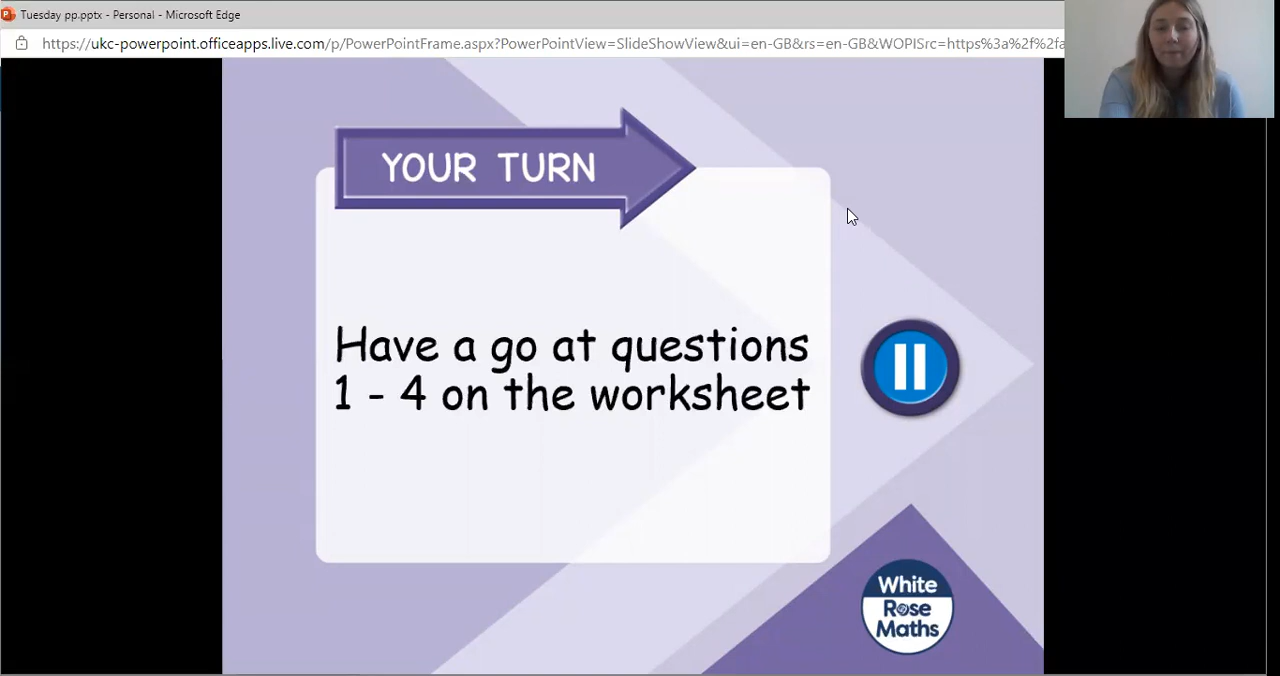 Tuesday pp.pptx - Personal - Microsoft Edge
https://ukc-powerpoint.officeapps.live.com/p/PowerPointFrame.aspx?PowerPointView=SlideShowView&ui=en-GB&rs=en-GB&WOPISrc=https%3a%2f%2fa
YOUR TURN
Have a go at questions
1 - 4 on the worksheet
White
Rose
Maths